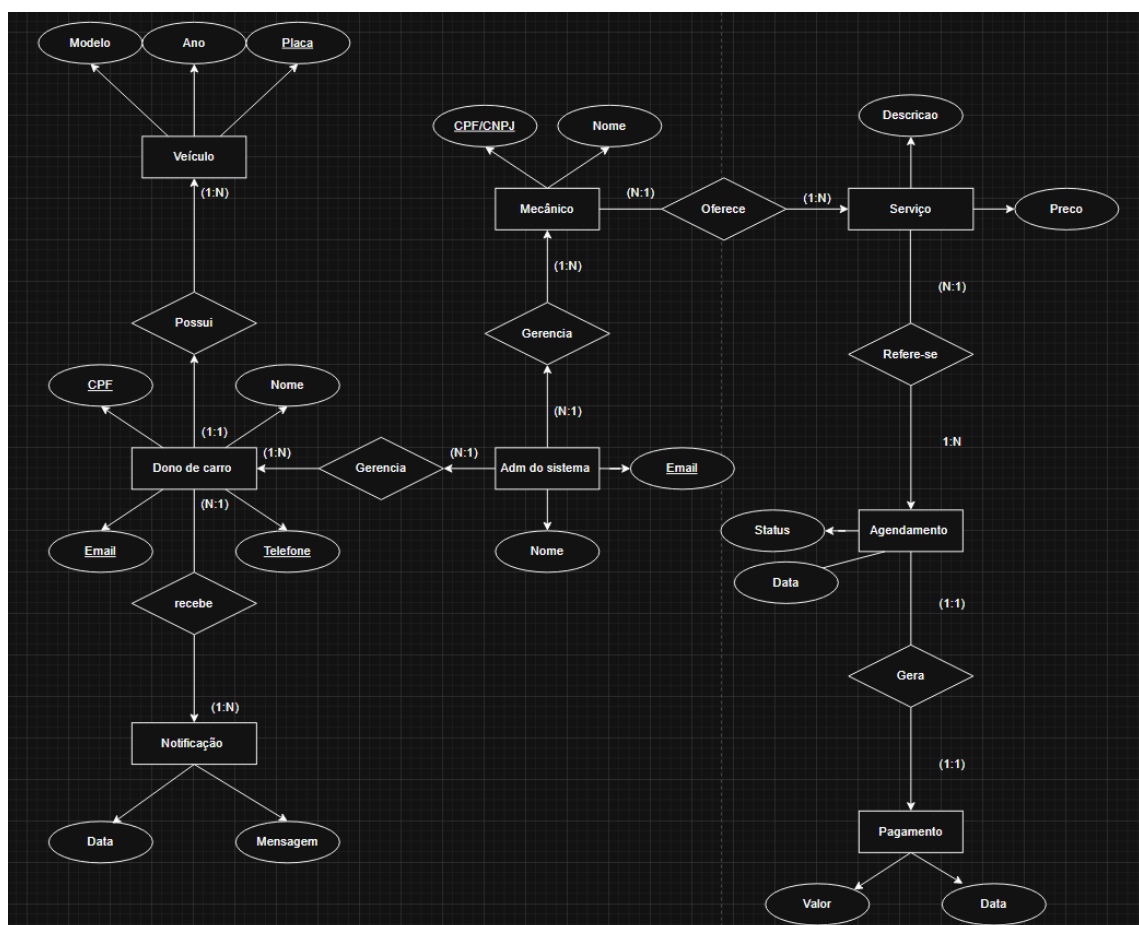 Modelo
Ano
Placa
Veículo
(1:N)
Possui
CPF
Nome
(1:1)
Dono de carro
(1:N)
Gerencia
(N:1)
(N:1)
Email
Telefone
recebe
(1:N)
Notificação
Data
Mensagem
CPF/CNPJ
Nome
Mecânico
(N:1)
Oferece
(1:N)
(1:N)
Gerencia
(N:1)
Adm do sistema
Email
Nome
Descricao
Serviço
Preco
(N:1)
Refere-se
1:N
Status
Agendamento
Data
(1:1)
Gera
(1:1)
Pagamento
Valor
Data